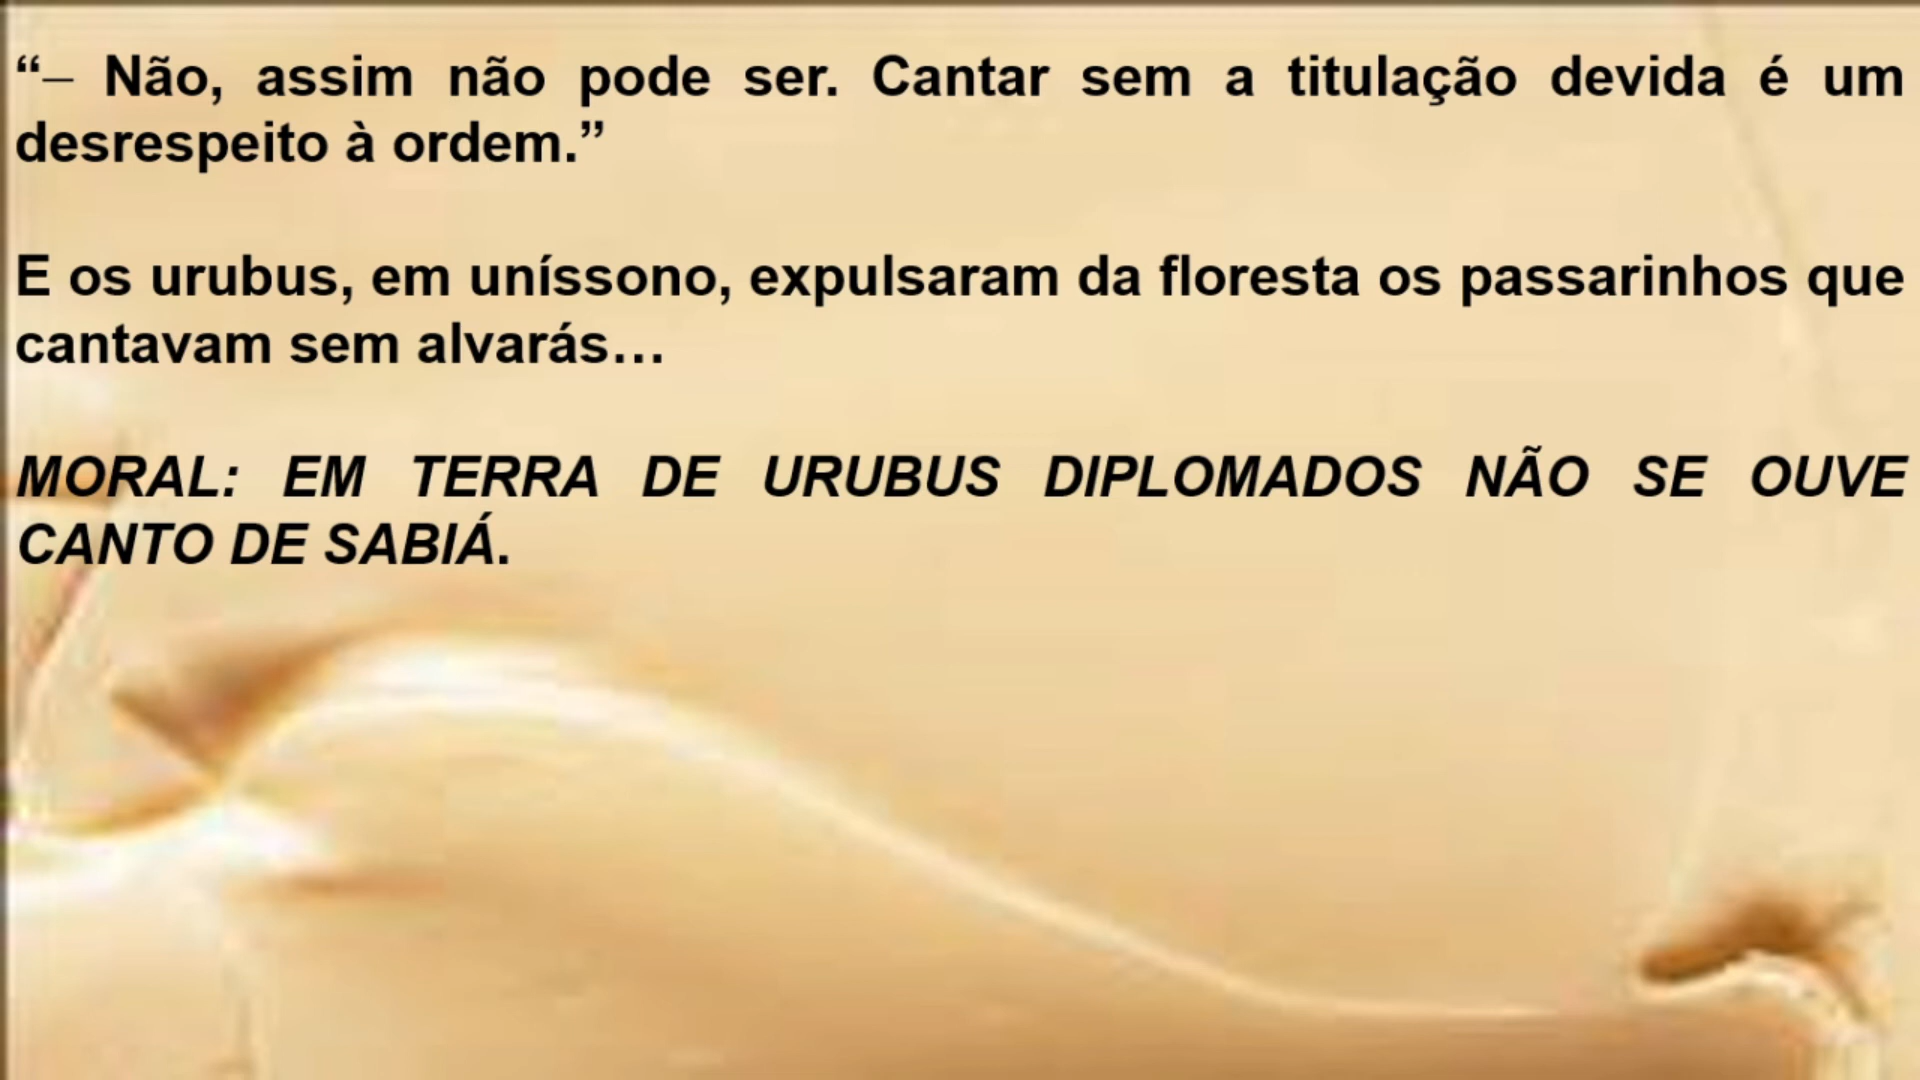 “– Não, assim não pode ser. Cantar sem a titulação devida é um
desrespeito à ordem.”
E os urubus, em uníssono, expulsaram da floresta os passarinhos que
cantavam sem alvarás…
MORAL: EM TERRA DE URUBUS DIPLOMADOS NÃO SE OUVE
CANTO DE SABIÁ.